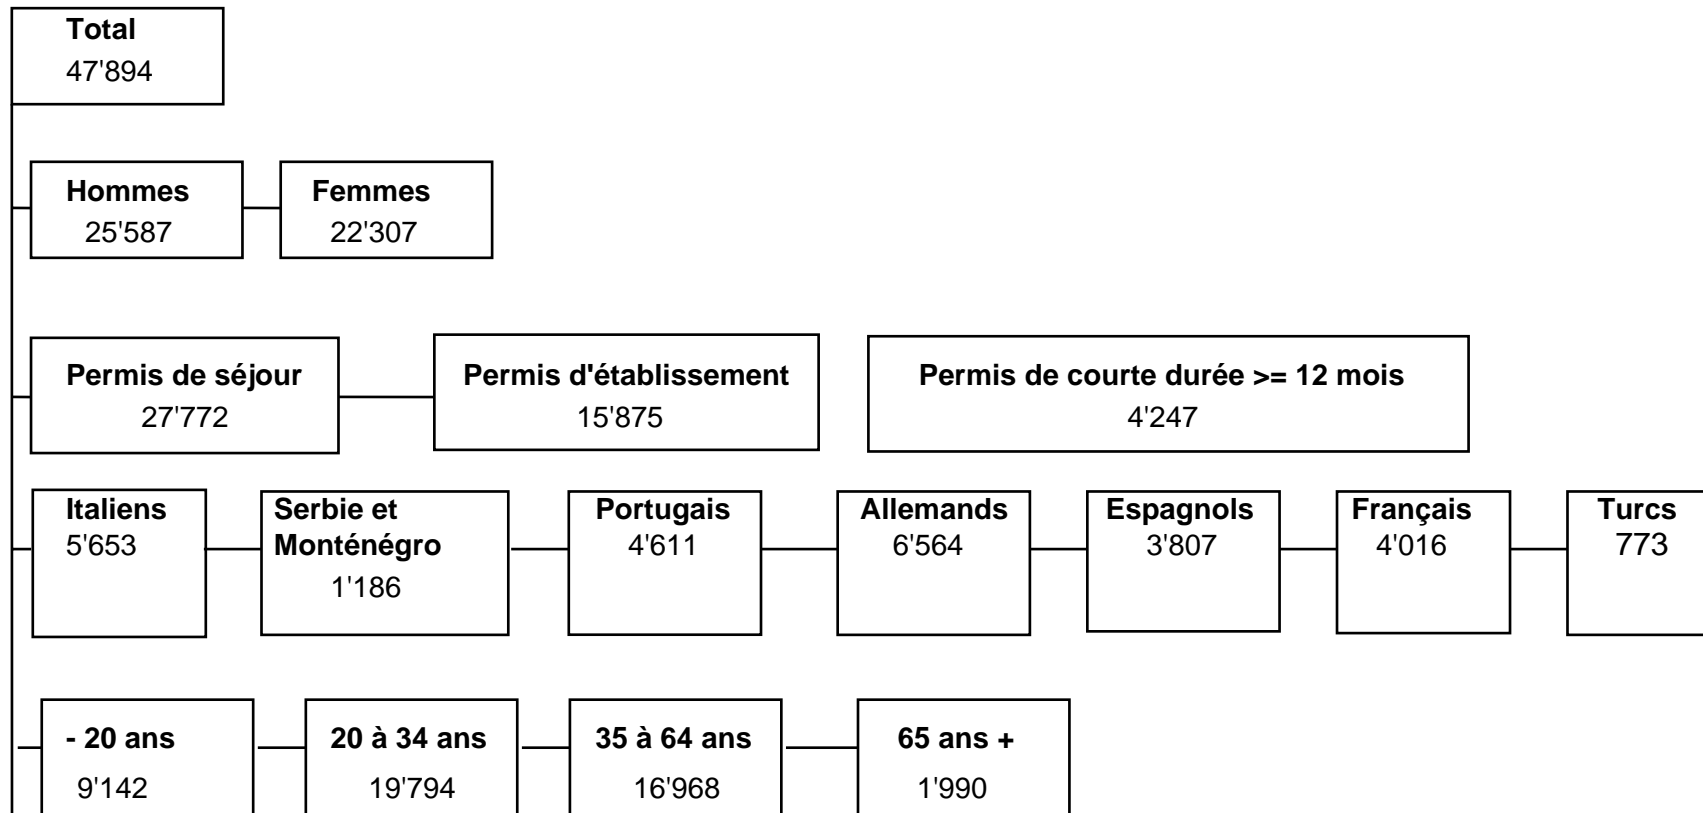 Total
47'894
Hommes
25'587
Femmes
22'307
Permis de séjour
27'772
Permis d'établissement
15'875
Permis de courte durée >= 12 mois
4'247
Italiens
5'653
Serbie et
Monténégro
1'186
Portugais
4'611
Allemands
6'564
Espagnols
3'807
Français
4'016
Turcs
773
- 20 ans
9'142
20 à 34 ans
19'794
35 à 64 ans
16'968
65 ans +
1'990